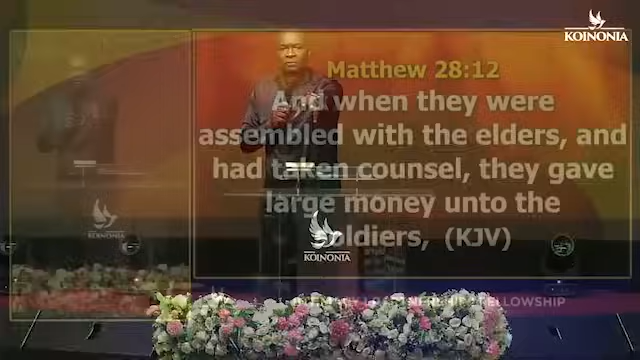 KOINONIA
Matthew 28:12
And when they were
assembled with the elders, and
had taken counsel, they gave
large money unto the
soldiers, (KJV)
KOINONIA
KOINONIA
PARTNERSHIP FELLOWSHIP